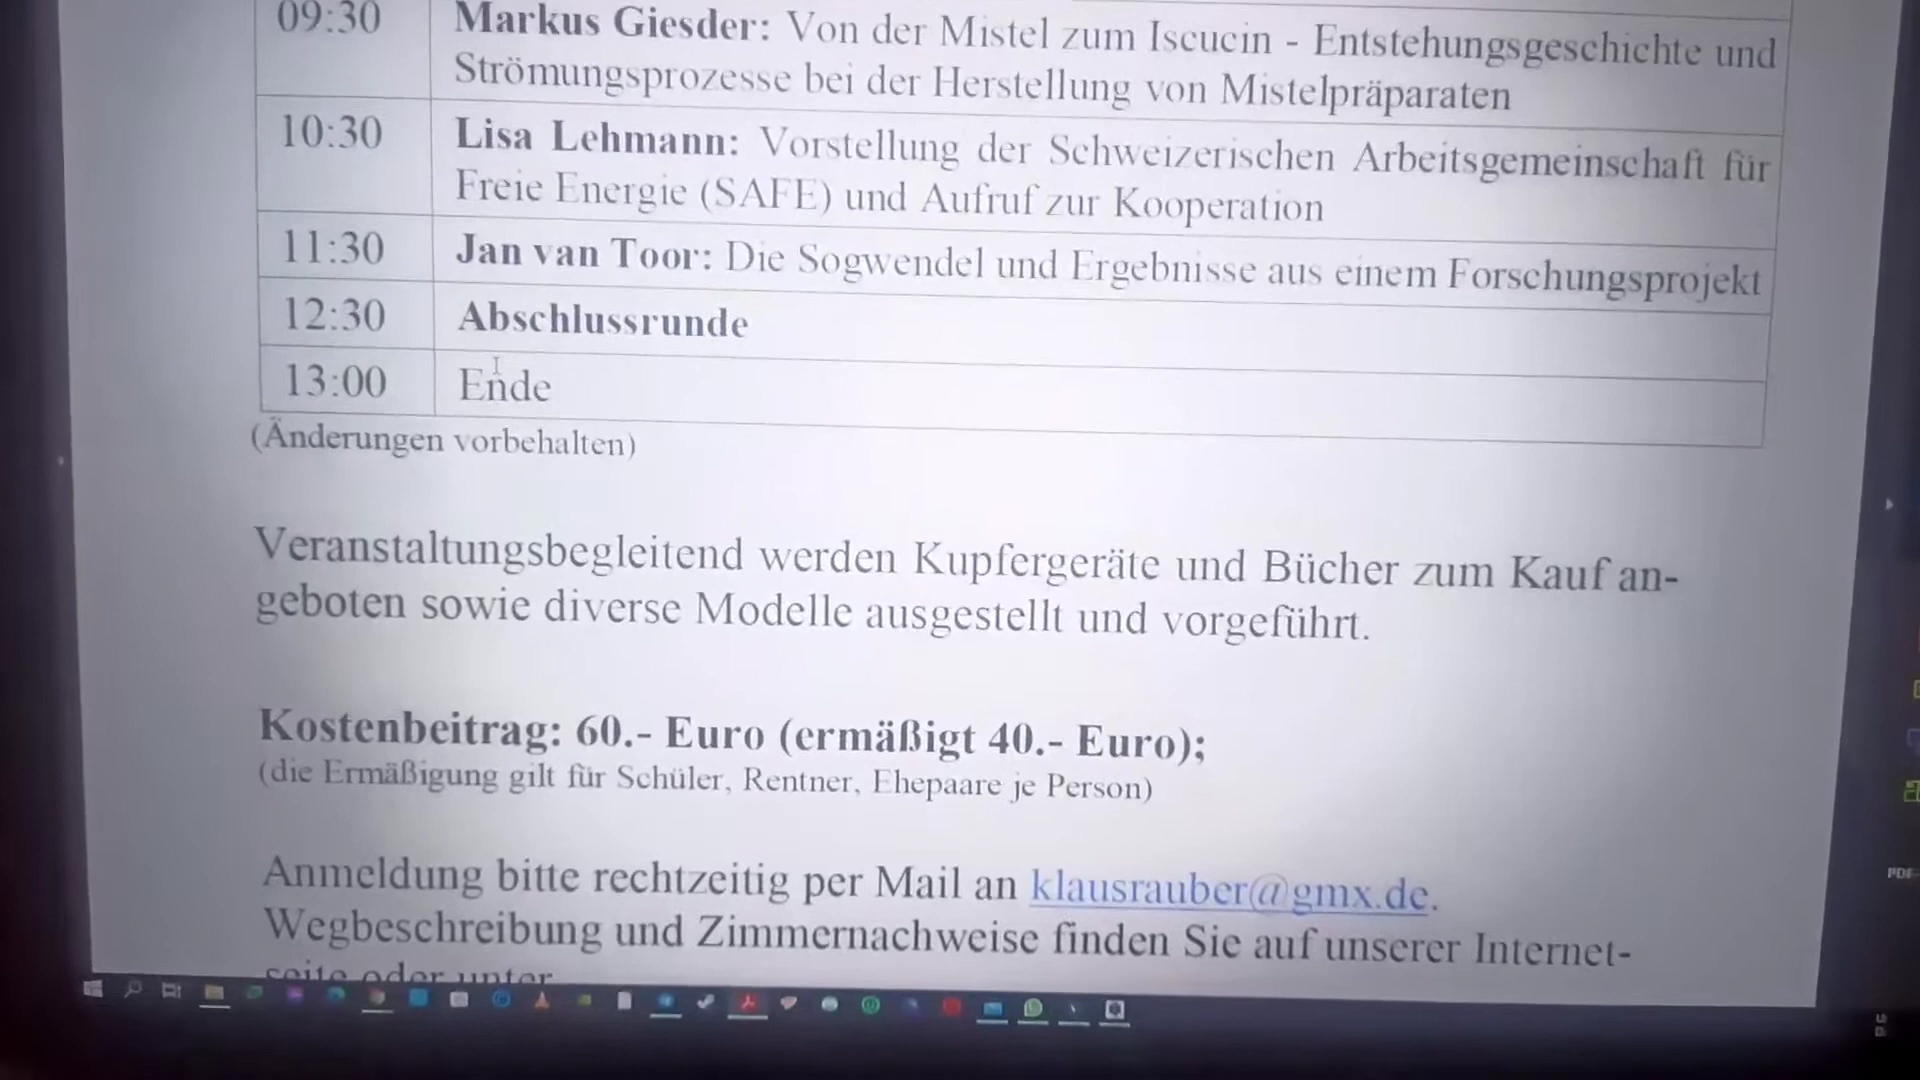 09:30 Markus Giesder: Von der Mistel zum Iscucin - Entstehungsgeschichte und
Strömungsprozesse bei der Herstellung von Mistelpräparaten
10:30 Lisa Lehmann: Vorstellung der Schweizerischen Arbeitsgemeinschaft für
Freie Energie (SAFE) und Aufruf zur Kooperation
11:30 Jan van Toor: Die Sogwendel und Ergebnisse aus einem Forschungsprojekt
12:30 Abschlussrunde
13:00 Ende
(Änderungen vorbehalten)
Veranstaltungsbegleitend werden Kupfergeräte und Bücher zum Kauf an-
geboten sowie diverse Modelle ausgestellt und vorgeführt.
Kostenbeitrag: 60.- Euro (ermäßigt 40.- Euro);
(die Ermäßigung gilt für Schüler, Rentner, Ehepaare je Person)
Anmeldung bitte rechtzeitig per Mail an klausrauber@gmx.de.
Wegbeschreibung und Zimmernachweise finden Sie auf unserer Internet-
seite oder unter
PDF-